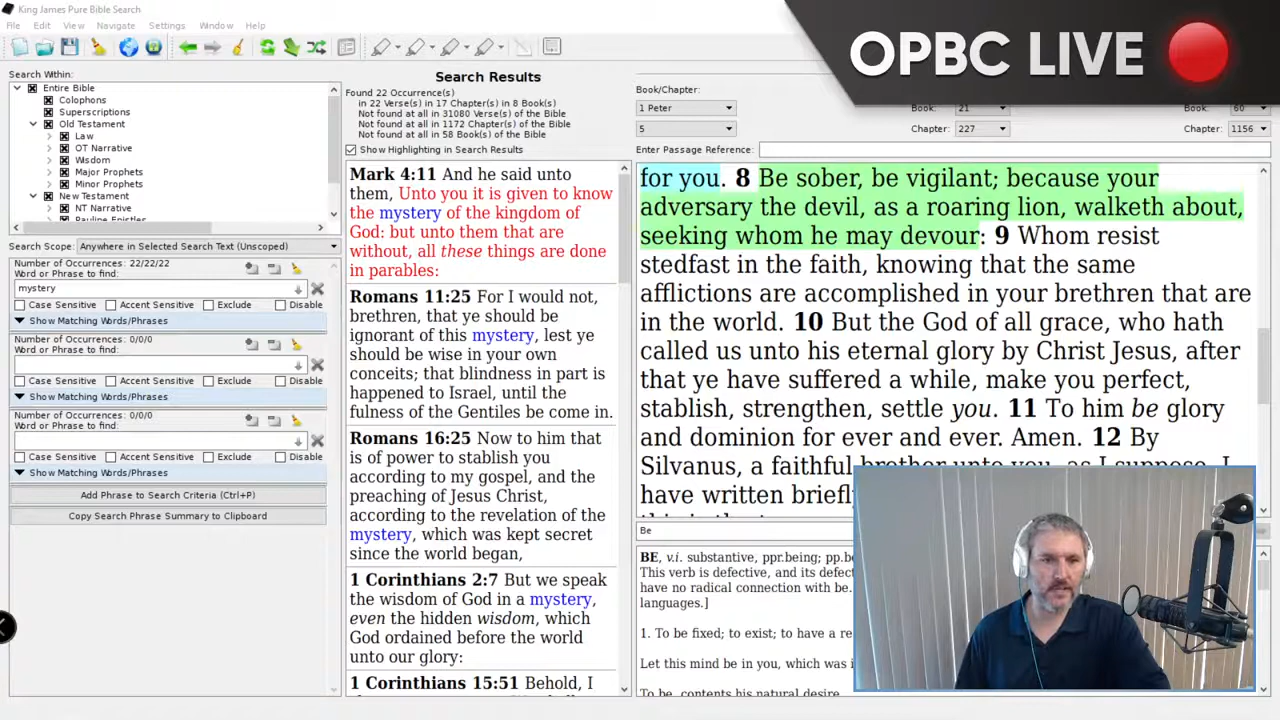 King James Pure Bible Search
File Edit View Navigate Settings Window Help
OPBC LIVE
Search Within:
Entire Bible
Colophons
Superscriptions
Old Testament
Law
OT Narrative
Wisdom
Major Prophets
Minor Prophets
New Testament
NT Narrative
Pauline Epistles
Search Scope: Anywhere in Selected Search Text (Unscoped)
Number of Occurrences: 22/22/22
Word or Phrase to find:
mystery
Case Sensitive Accent Sensitive Exclude Disable
Show Matching Words/Phrases
Number of Occurrences: 0/0/0
Word or Phrase to find:
Case Sensitive Accent Sensitive Exclude Disable
Show Matching Words/Phrases
Number of Occurrences: 0/0/0
Word or Phrase to find:
Case Sensitive Accent Sensitive Exclude Disable
Show Matching Words/Phrases
Add Phrase to Search Criteria (Ctrl+P)
Copy Search Phrase Summary to Clipboard
Search Results
Found 22 Occurrence(s)
in 22 Verse(s) in 17 Chapter(s) in 8 Book(s)
Not found at all in 31080 Verse(s) of the Bible
Not found at all in 1172 Chapter(s) of the Bible
Not found at all in 58 Book(s) of the Bible
Show Highlighting in Search Results
Mark 4:11 And he said unto
them, Unto you it is given to know
the mystery of the kingdom of
God: but unto them that are
without, all these things are done
in parables:
Romans 11:25 For I would not,
brethren, that ye should be
ignorant of this mystery, lest ye
should be wise in your own
conceits; that blindness in part is
happened to Israel, until the
fulness of the Gentiles be come in.
Romans 16:25 Now to him that
is of power to stablish you
according to my gospel, and the
preaching of Jesus Christ,
according to the revelation of the
mystery, which was kept secret
since the world began,
1 Corinthians 2:7 But we speak
the wisdom of God in a mystery,
even the hidden wisdom, which
God ordained before the world
unto our glory:
1 Corinthians 15:51 Behold, I
Book/Chapter:
1 Peter
Book: 21
Book: 60
5
Chapter: 227
Chapter: 1156
Enter Passage Reference:
for you. 8 Be sober, be vigilant; because your
adversary the devil, as a roaring lion, walketh about,
seeking whom he may devour: 9 Whom resist
stedfast in the faith, knowing that the same
afflictions are accomplished in your brethren that are
in the world. 10 But the God of all grace, who hath
called us unto his eternal glory by Christ Jesus, after
that ye have suffered a while, make you perfect,
stablish, strengthen, settle you. 11 To him be glory
and dominion for ever and ever. Amen. 12 By
Silvanus, a faithful brother unto you, as I suppose, I
have written briefly
Be
BE, v.i. substantive, ppr.being; pp.be
This verb is defective, and its defect
have no radical connection with be.
languages.]
1. To be fixed; to exist; to have a re
Let this mind be in you, which was i
To be, contents his natural desire